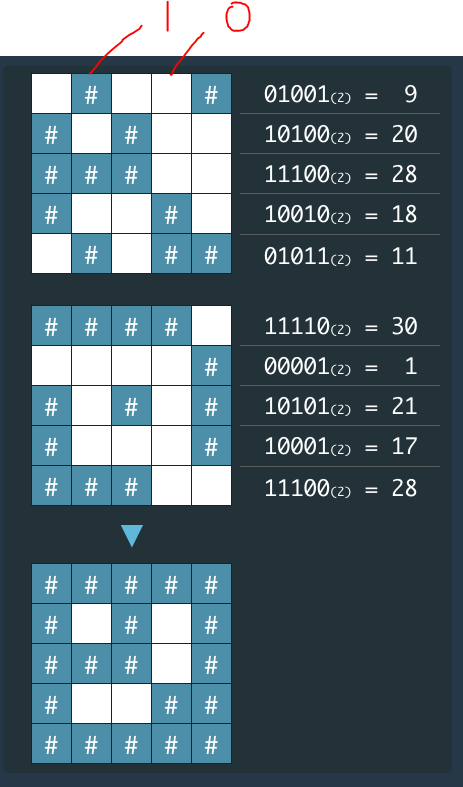 1 0
# # 01001(2) = 9
# # 10100(2) = 20
# # # 11100(2) = 28
# # 10010(2) = 18
# # # 01011(2) = 11
# # # # 11110(2) = 30
# 00001(2) = 1
# # # 10101(2) = 21
# # 10001(2) = 17
# # # 11100(2) = 28
# # # # #
# # #
# # # #
# # #
# # # # #